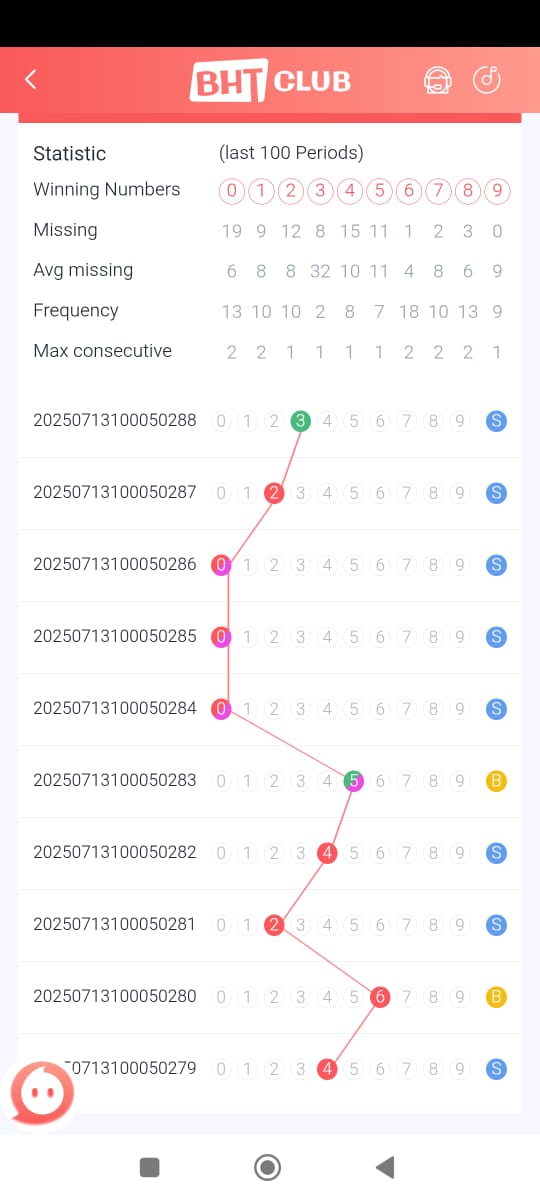 BHT CLUB
Statistic (last 100 Periods)
Winning Numbers 0 1 2 3 4 5 6 7 8 9
Missing 19 9 12 8 15 11 1 2 3 0
Avg missing 6 8 8 32 10 11 4 8 6 9
Frequency 13 10 10 2 8 7 18 10 13 9
Max consecutive 2 2 1 1 1 1 2 2 2 1
20250713100050288 0 1 2 3 4 5 6 7 8 9 S
20250713100050287 0 1 2 3 4 5 6 7 8 9 S
20250713100050286 0 1 2 3 4 5 6 7 8 9 S
20250713100050285 0 1 2 3 4 5 6 7 8 9 S
20250713100050284 0 1 2 3 4 5 6 7 8 9 S
20250713100050283 0 1 2 3 4 5 6 7 8 9 B
20250713100050282 0 1 2 3 4 5 6 7 8 9 S
20250713100050281 0 1 2 3 4 5 6 7 8 9 S
20250713100050280 0 1 2 3 4 5 6 7 8 9 B
0713100050279 0 1 2 3 4 5 6 7 8 9 S